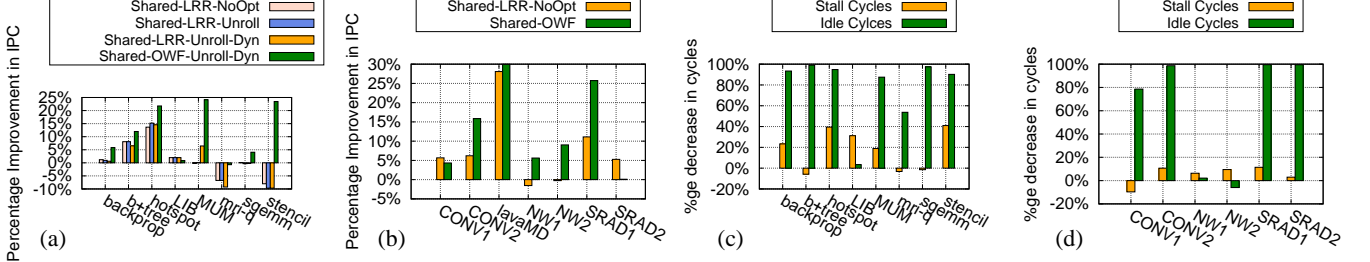 Percentage Improvement in IPC
Shared-LRR-NoOpt
Shared-LRR-Unroll
Shared-LRR-Unroll-Dyn
Shared-OWF-Unroll-Dyn
25%
20%
15%
10%
5%
0%
-5%
-10%
backprop
b+tree
hotspot
LIB
MUM
mri-q
sgemm
stencil
(a)
Percentage Improvement in IPC
Shared-LRR-NoOpt
Shared-OWF
30%
25%
20%
15%
10%
5%
0%
-5%
CONV1
CONV2
lavaMD
NW1
NW2
SRAD1
SRAD2
(b)
%ge decrease in cycles
Stall Cycles
Idle Cylces
100%
80%
60%
40%
20%
0%
-20%
backprop
b+tree
hotspot
LIB
MUM
mri-q
sgemm
stencil
(c)
%ge decrease in cycles
Stall Cycles
Idle Cycles
100%
80%
60%
40%
20%
0%
-20%
CONV1
CONV2
NW1
NW2
SRAD1
SRAD2
(d)